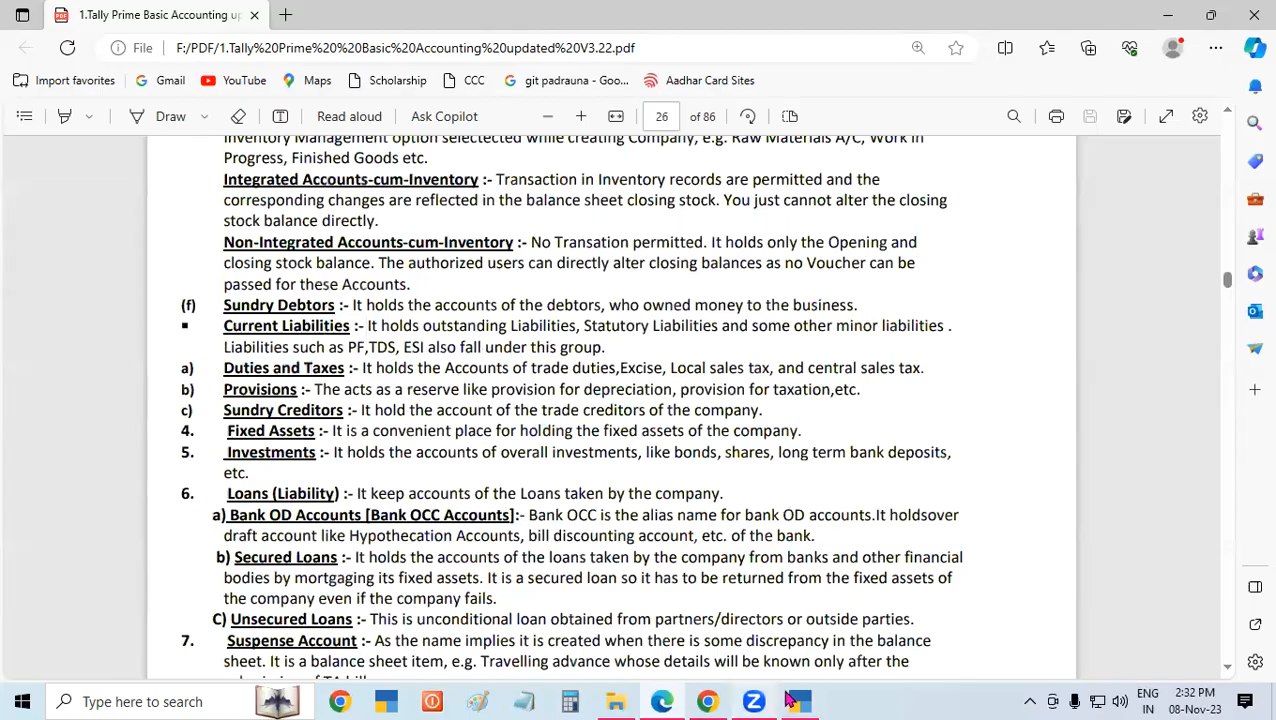 1.Tally Prime Basic Accounting up
File
F:/PDF/1.Tally%20Prime%20%20Basic%20Accounting%20updated%20V3.22.pdf
Import favorites
Gmail
YouTube
Maps
Scholarship
CCC
git padrauna - Goo...
Aadhar Card Sites
Draw
Read aloud
Ask Copilot
26
of 86
Inventory Management option selectected while creating Company, e.g. Raw Materials A/C, Work in
Progress, Finished Goods etc.
Integrated Accounts-cum-Inventory :- Transaction in Inventory records are permitted and the
corresponding changes are reflected in the balance sheet closing stock. You just cannot alter the closing
stock balance directly.
Non-Integrated Accounts-cum-Inventory :- No Transation permitted. It holds only the Opening and
closing stock balance. The authorized users can directly alter closing balances as no Voucher can be
passed for these Accounts.
(f) Sundry Debtors :- It holds the accounts of the debtors, who owned money to the business.
▪ Current Liabilities :- It holds outstanding Liabilities, Statutory Liabilities and some other minor liabilities .
Liabilities such as PF,TDS, ESI also fall under this group.
a) Duties and Taxes :- It holds the Accounts of trade duties,Excise, Local sales tax, and central sales tax.
b) Provisions :- The acts as a reserve like provision for depreciation, provision for taxation,etc.
c) Sundry Creditors :- It hold the account of the trade creditors of the company.
4. Fixed Assets :- It is a convenient place for holding the fixed assets of the company.
5. Investments :- It holds the accounts of overall investments, like bonds, shares, long term bank deposits,
etc.
6. Loans (Liability) :- It keep accounts of the Loans taken by the company.
a) Bank OD Accounts [Bank OCC Accounts]:- Bank OCC is the alias name for bank OD accounts.It holdsover
draft account like Hypothecation Accounts, bill discounting account, etc. of the bank.
b) Secured Loans :- It holds the accounts of the loans taken by the company from banks and other financial
bodies by mortgaging its fixed assets. It is a secured loan so it has to be returned from the fixed assets of
the company even if the company fails.
C) Unsecured Loans :- This is unconditional loan obtained from partners/directors or outside parties.
7. Suspense Account :- As the name implies it is created when there is some discrepancy in the balance
sheet. It is a balance sheet item, e.g. Travelling advance whose details will be known only after the
Type here to search
ENG
IN
2:32 PM
08-Nov-23